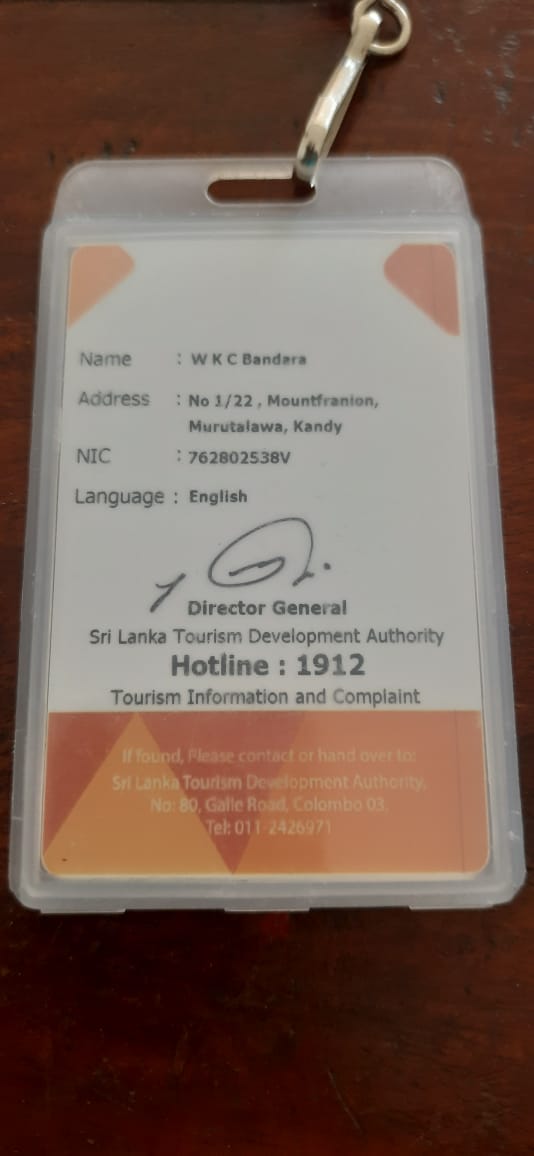 Name : W K C Bandara
Address : No 1/22 , Mountfranion,
Murutalawa, Kandy
NIC : 762802538V
Language : English
Director General
Sri Lanka Tourism Development Authority
Hotline : 1912
Tourism Information and Complaint
If found, Please contact or hand over to:
Sri Lanka Tourism Development Authority,
No: 80, Galle Road, Colombo 03.
Tel: 011-2426971